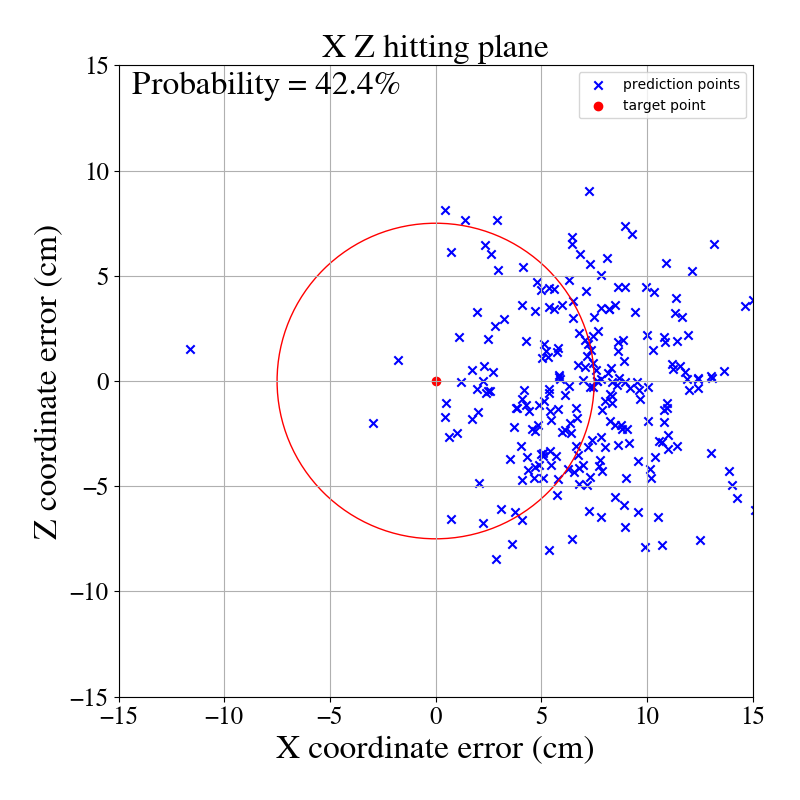 X Z hitting plane
Probability = 42.4%
prediction points
target point
15
10
5
0
−5
−10
−15
Z coordinate error (cm)
−15 −10 −5 0 5 10 15
X coordinate error (cm)